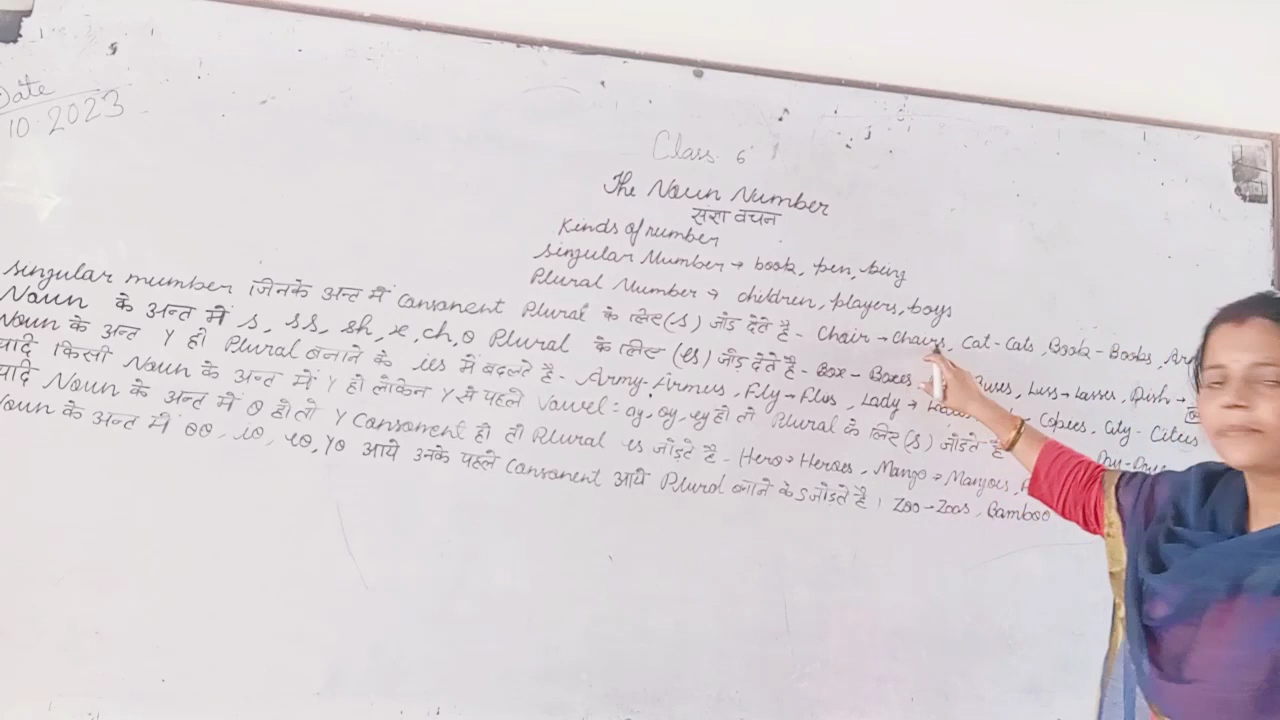 Date
10.2023
Class 6
The Noun Number
संज्ञा वचन
Kinds of number
Singular Number → book, pen, being
Plural Number → children, players, boys
singular number जिनके अन्त में consonent Plural के लिए (s) जोड देते है - Chair → Chairs, Cat-Cats, Book-Books,
Noun के अन्त में s, ss, sh, x, ch, o Plural के लिए (es) जोड़ देते है - Box - Boxes Buses, Lass → Lasses, Dish →
Noun के अन्त Y हो Plural बनाने के ies में बदलते है - Army - Armies, Fly → Flies, Lady → Copies, City - Cities
यदि किसी Noun के अन्त में Y हो लेकिन Y से पहले Vowel = ay, oy, ey हो तो Plural के लिए (s) जोड़ते है
यदि Noun के अन्त में O हो तो Y Consonent हो तो Plural es जोड़ते है - Hero → Heroes, Mango → Mangoes,
Noun के अन्त में oo, io, eo, yo आये उनके पहले Consonent आये Plural बनाने के s जोड़ते है। Zoo - Zoos, Bamboo